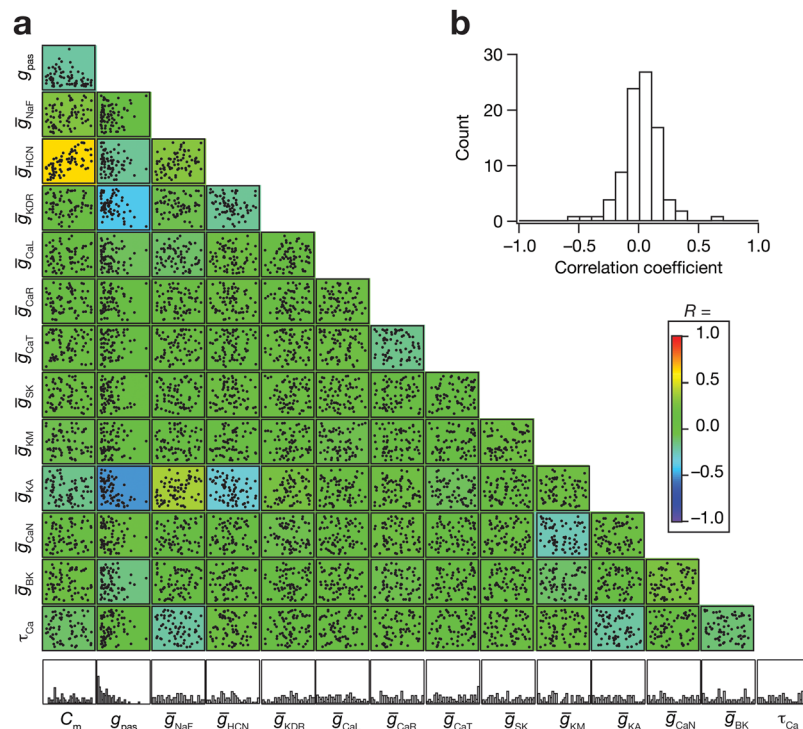 a
b
g_pas
ḡ_NaF
ḡ_HCN
ḡ_KDR
ḡ_CaL
ḡ_CaR
ḡ_CaT
ḡ_SK
ḡ_KM
ḡ_KA
ḡ_CaN
ḡ_BK
τ_Ca
C_m g_pas ḡ_NaF ḡ_HCN ḡ_KDR ḡ_CaL ḡ_CaR ḡ_CaT ḡ_SK ḡ_KM ḡ_KA ḡ_CaN ḡ_BK τ_Ca
30
20
10
0
Count
−1.0 −0.5 0.0 0.5 1.0
Correlation coefficient
R =
1.0
0.5
0.0
−0.5
−1.0